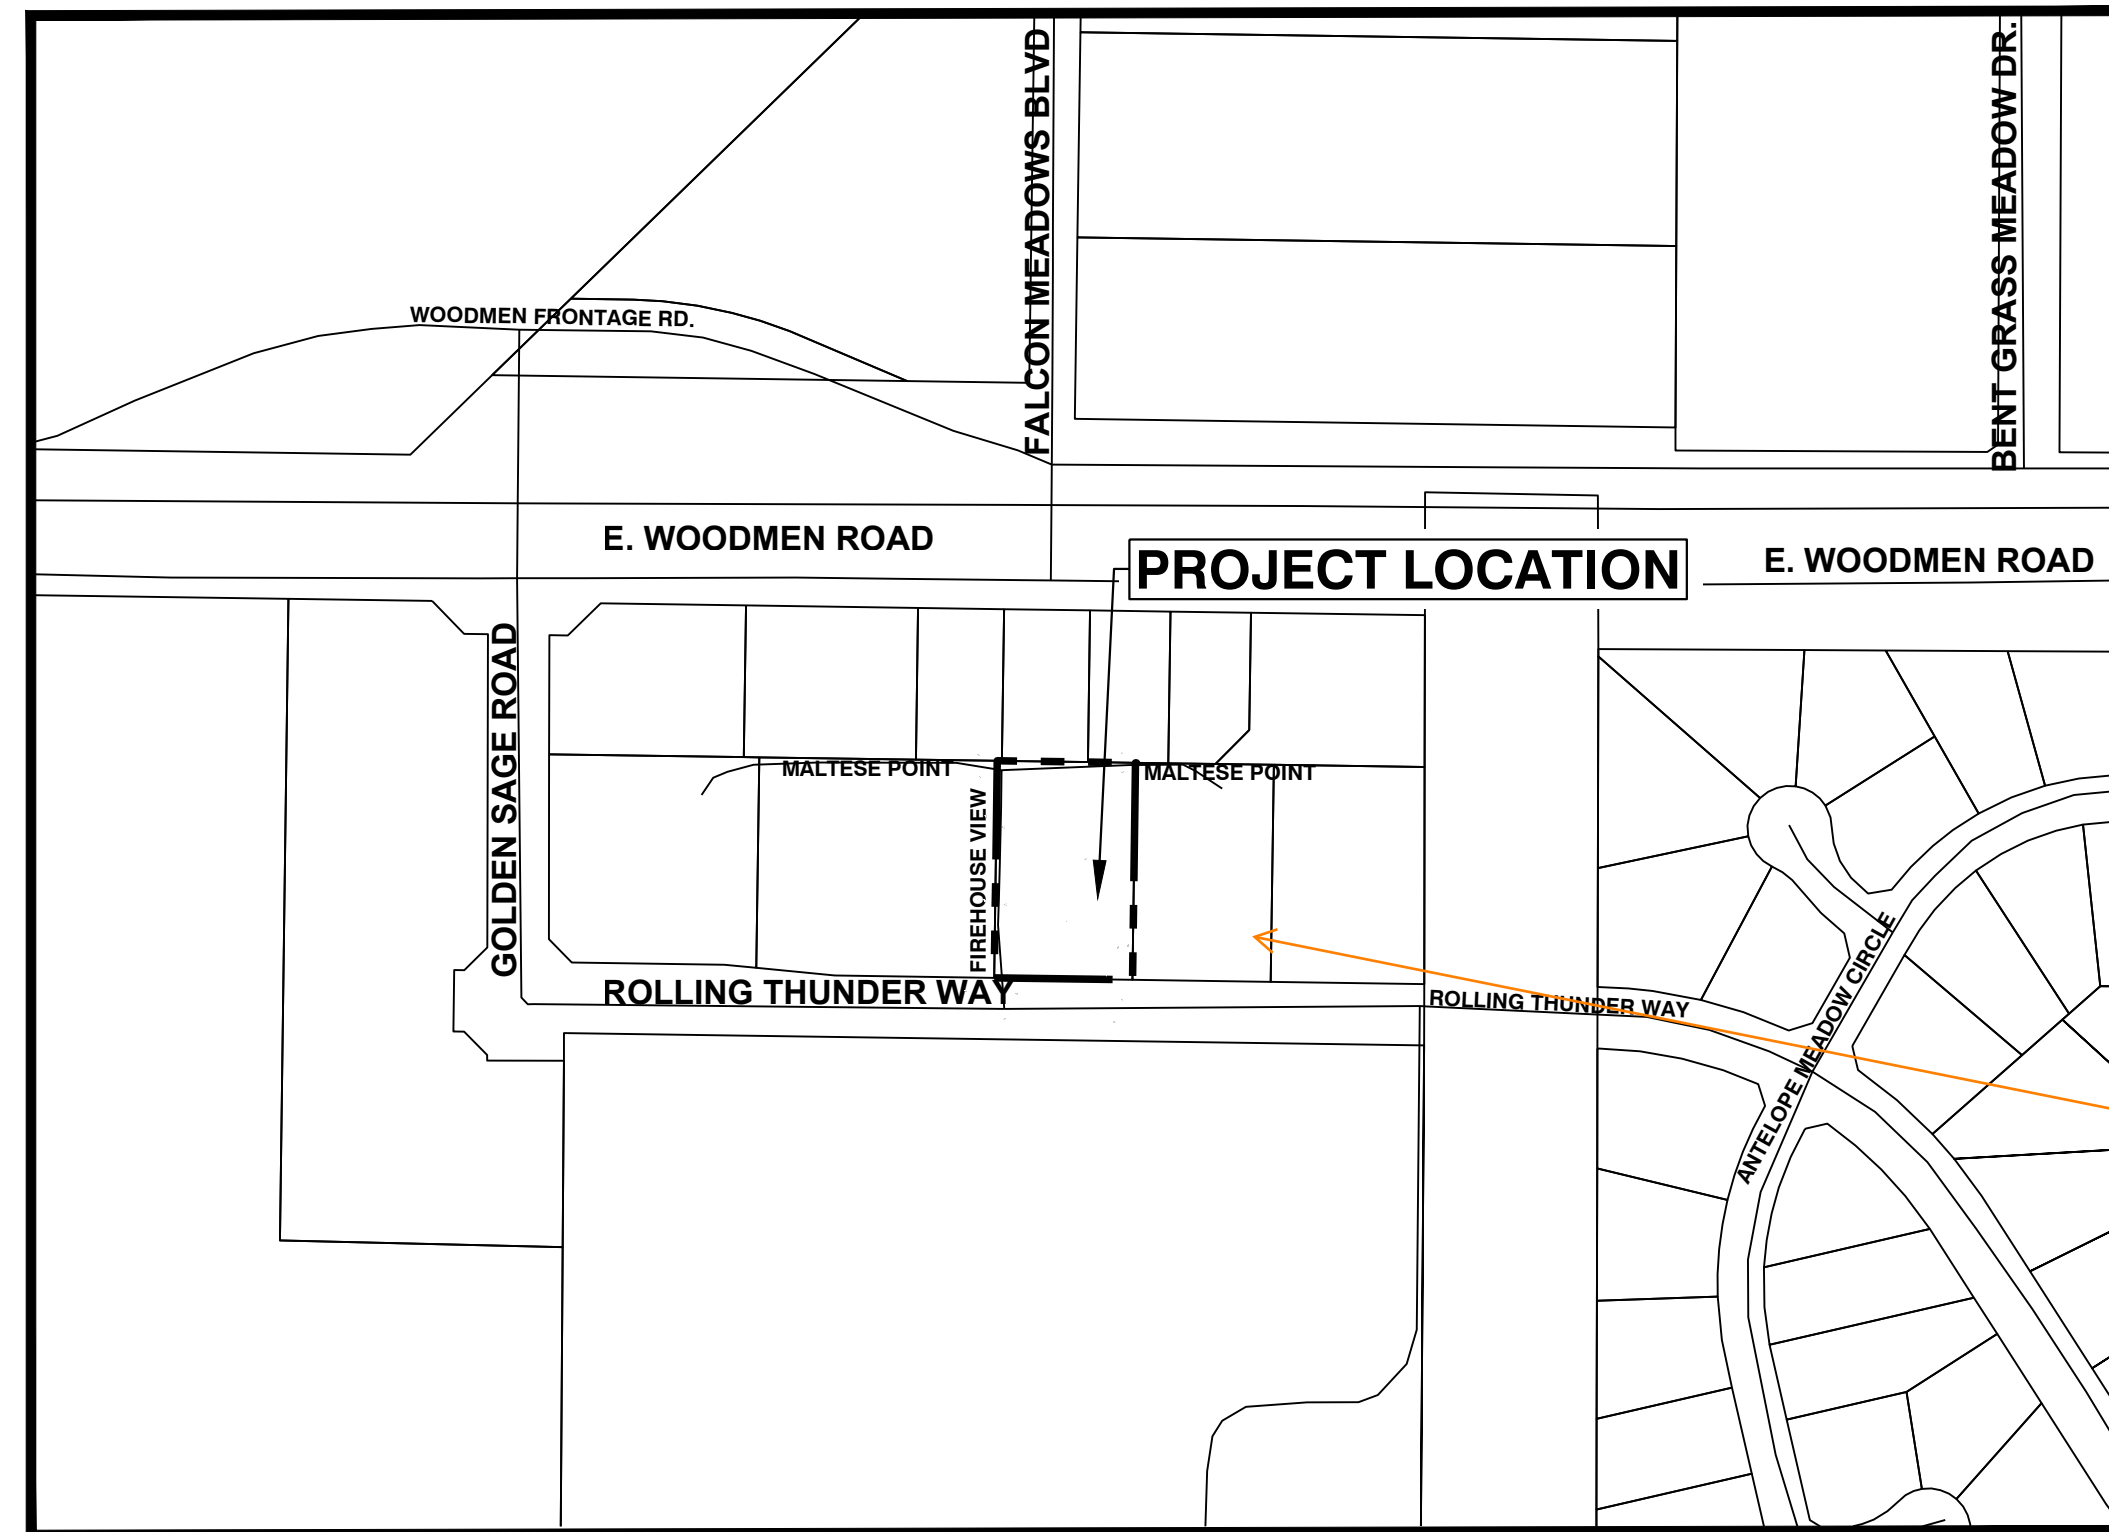 FALCON MEADOWS BLVD
BENT GRASS MEADOW DR.
WOODMEN FRONTAGE RD.
E. WOODMEN ROAD
PROJECT LOCATION
E. WOODMEN ROAD
GOLDEN SAGE ROAD
MALTESE POINT
MALTESE POINT
FIREHOUSE VIEW
ROLLING THUNDER WAY
ROLLING THUNDER WAY
ANTELOPE MEADOW CIRCLE